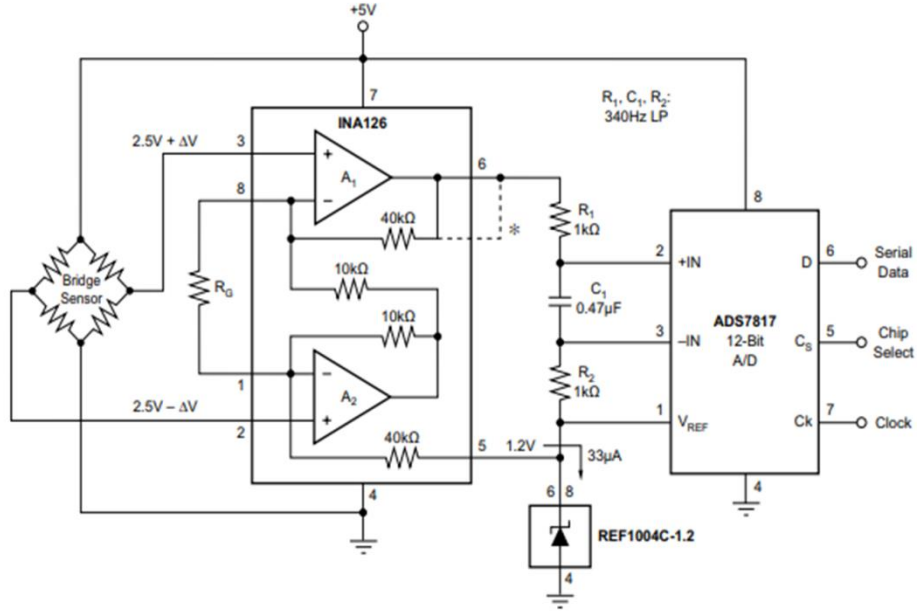 +5V
7
R₁, C₁, R₂:
340Hz LP
INA126
2.5V + ΔV
3
+
A₁
–
8
6
8
40kΩ
*
R₁
1kΩ
2
+IN
D
6
Serial
Data
Bridge
Sensor
R_G
10kΩ
C₁
0.47µF
10kΩ
3
–IN
ADS7817
12-Bit
A/D
C_S
5
Chip
Select
1
–
A₂
+
R₂
1kΩ
2.5V – ΔV
2
1
V_REF
Ck
7
Clock
40kΩ
5
1.2V
33µA
4
6 8
4
REF1004C-1.2
4